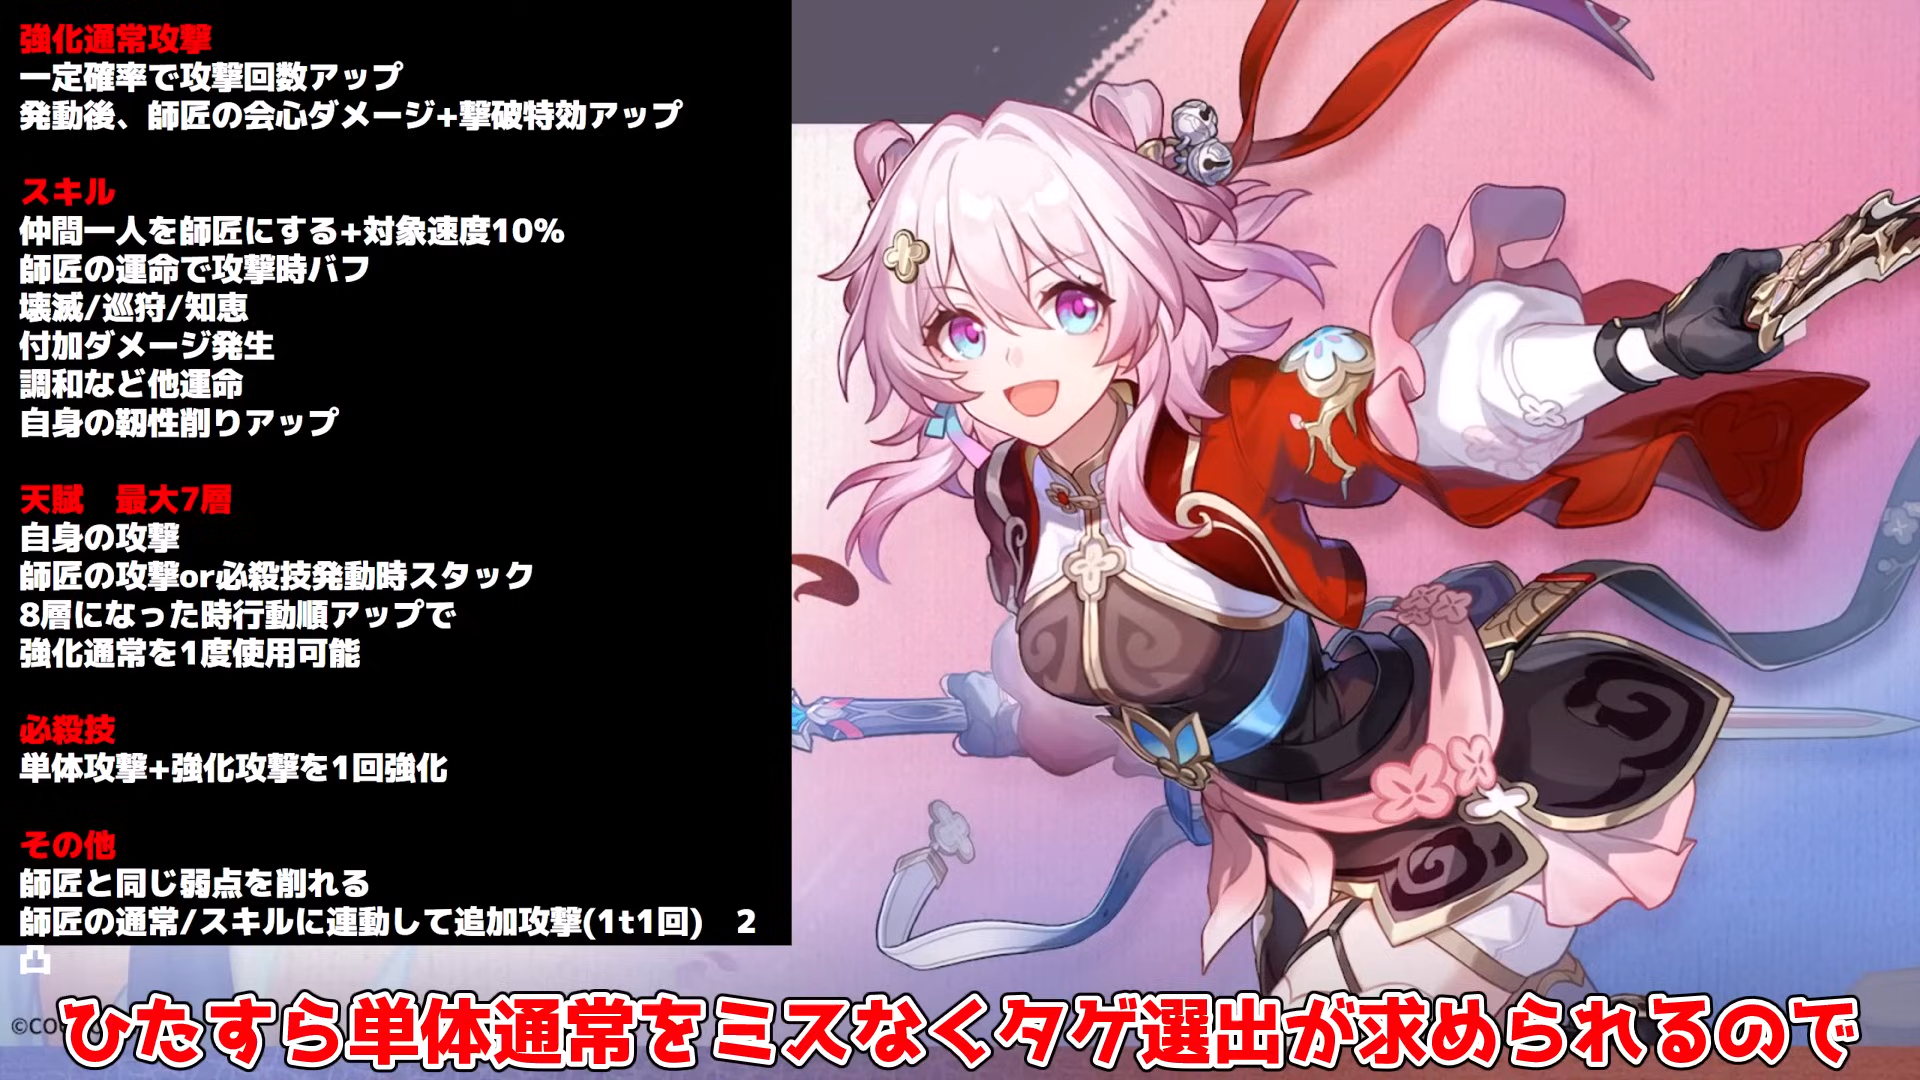 強化通常攻撃
一定確率で攻撃回数アップ
発動後、師匠の会心ダメージ+撃破特効アップ
スキル
仲間一人を師匠にする+対象速度10%
師匠の運命で攻撃時バフ
壊滅/巡狩/知恵
付加ダメージ発生
調和など他運命
自身の靭性削りアップ
天賦　最大7層
自身の攻撃
師匠の攻撃or必殺技発動時スタック
8層になった時行動順アップで
強化通常を1度使用可能
必殺技
単体攻撃+強化攻撃を1回強化
その他
師匠と同じ弱点を削れる
師匠の通常/スキルに連動して追加攻撃(1t1回)　2
凸
©CO
ひたすら単体通常をミスなくタゲ選出が求められるので